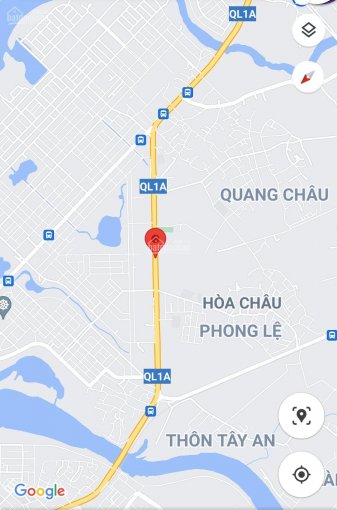 QL1A
QL1A
QUANG CHÂU
HÒA CHÂU
PHONG LỆ
QL1A
THÔN TÂY AN
Google